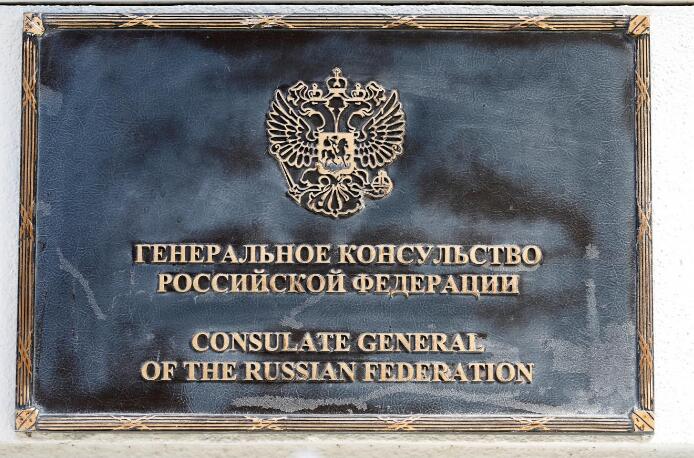 ГЕНЕРАЛЬНОЕ КОНСУЛЬСТВО
РОССИЙСКОЙ ФЕДЕРАЦИИ
CONSULATE GENERAL
OF THE RUSSIAN FEDERATION